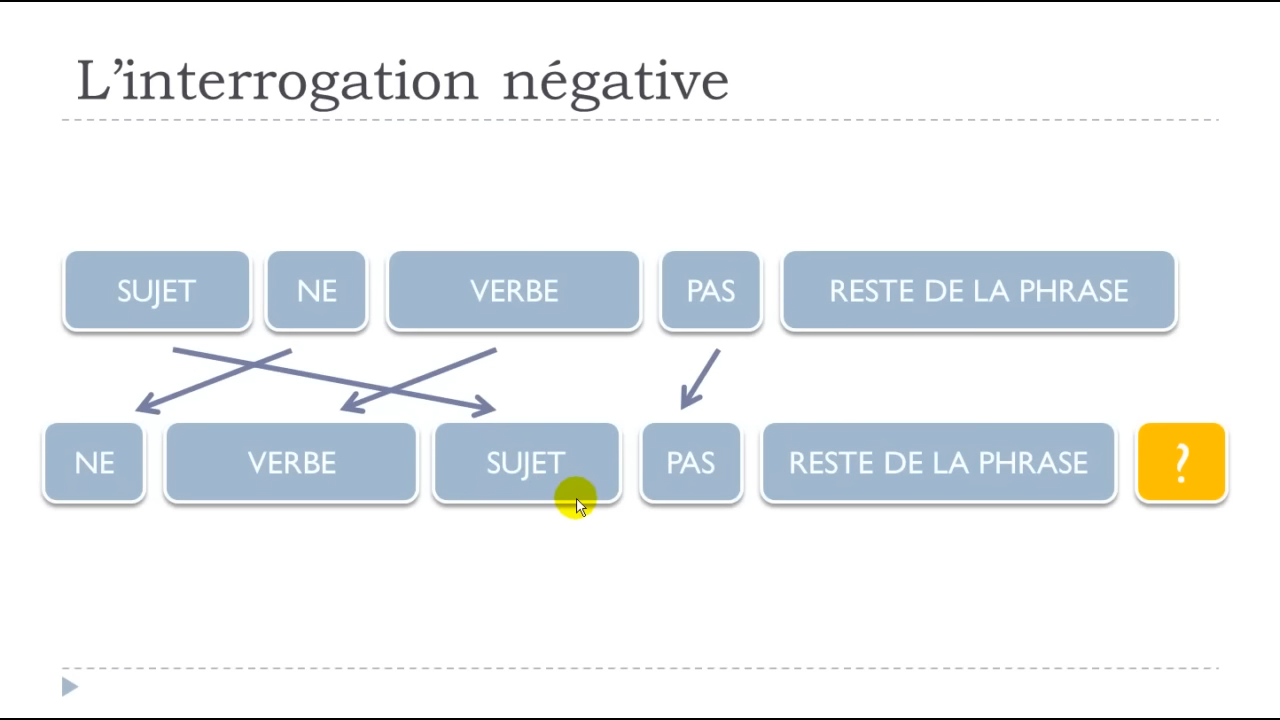 L’interrogation négative
SUJET NE VERBE PAS RESTE DE LA PHRASE
NE VERBE SUJET PAS RESTE DE LA PHRASE ?